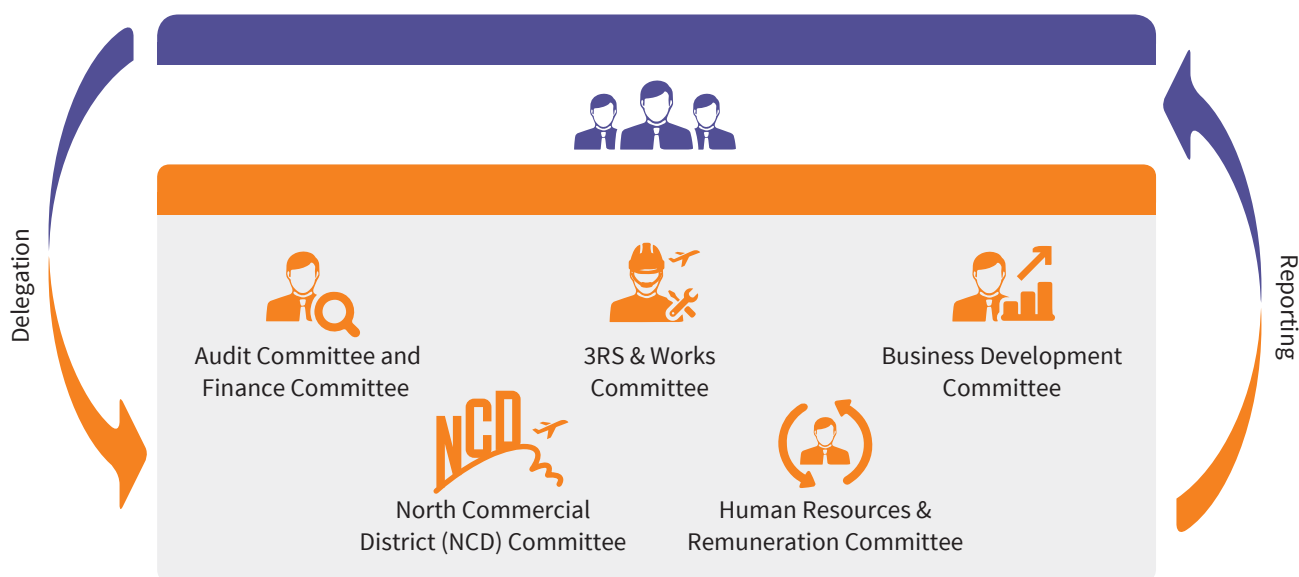 Delegation
Audit Committee and
Finance Committee
3RS & Works
Committee
Business Development
Committee
NCD
North Commercial
District (NCD) Committee
Human Resources &
Remuneration Committee
Reporting